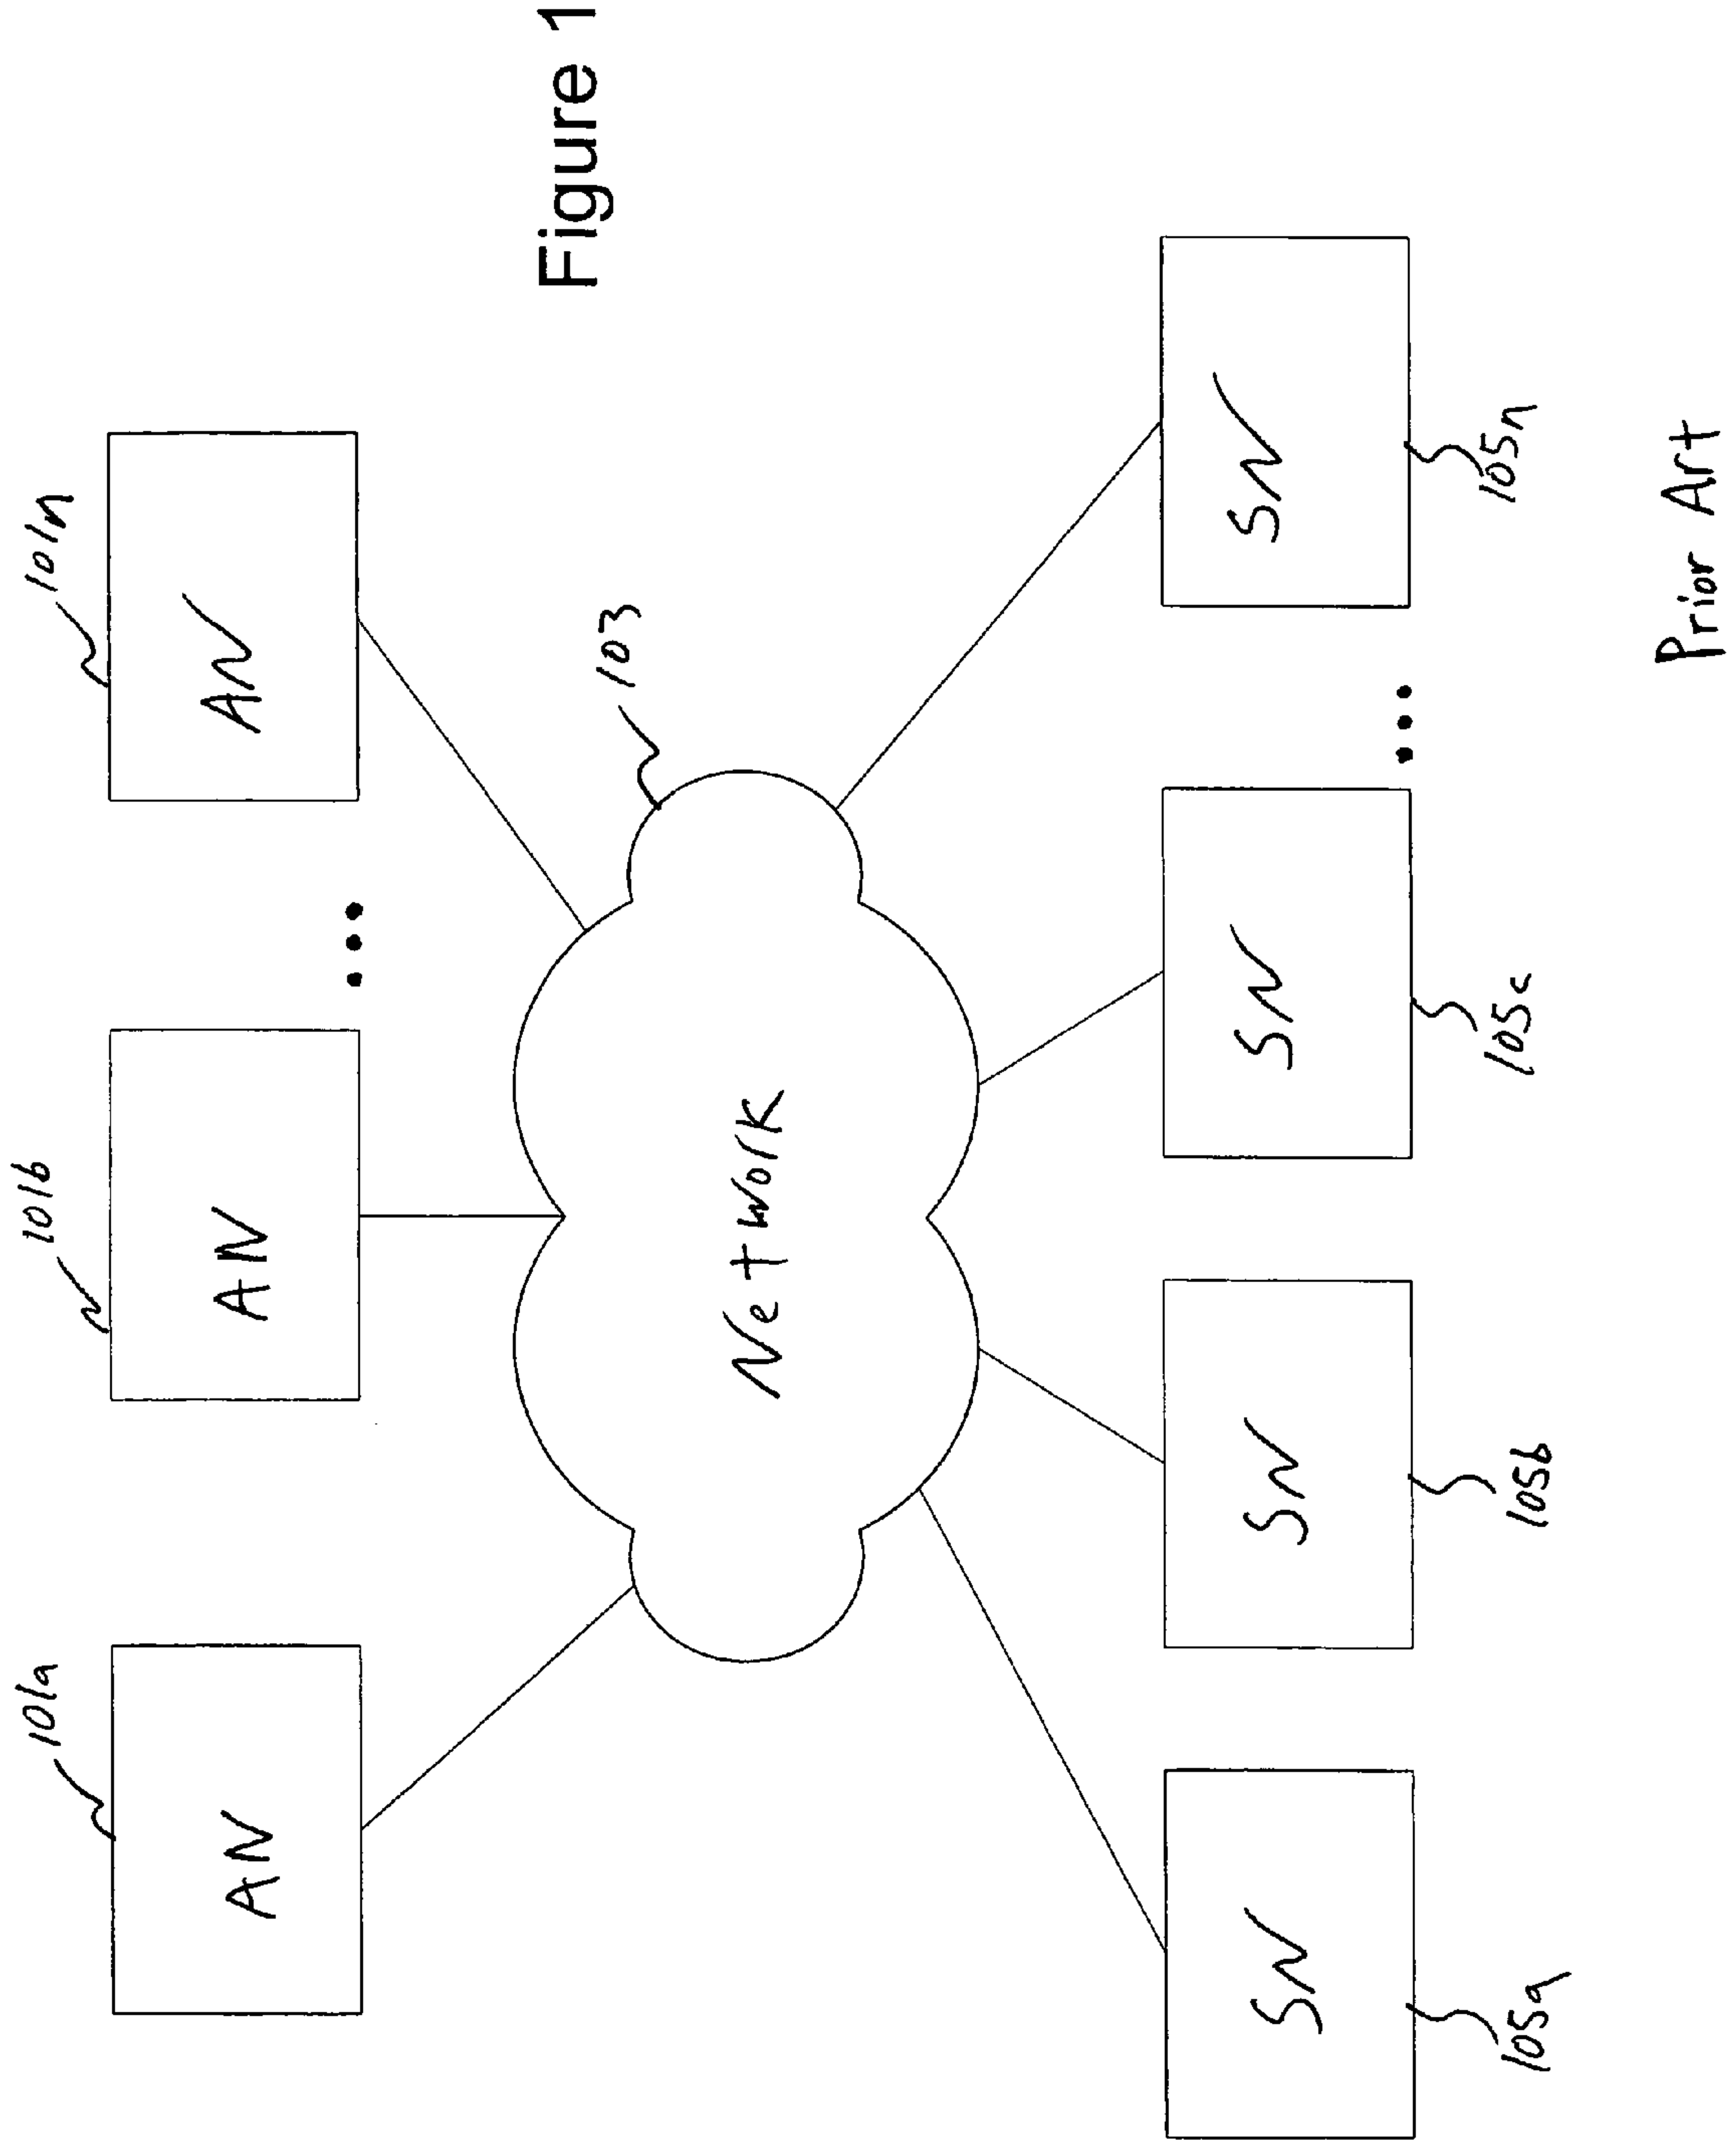 101a
101b
101n
AN
AN
AN
Figure 1
103
Network
SN
SN
SN
SN
105a
105b
105c
105n
Prior Art